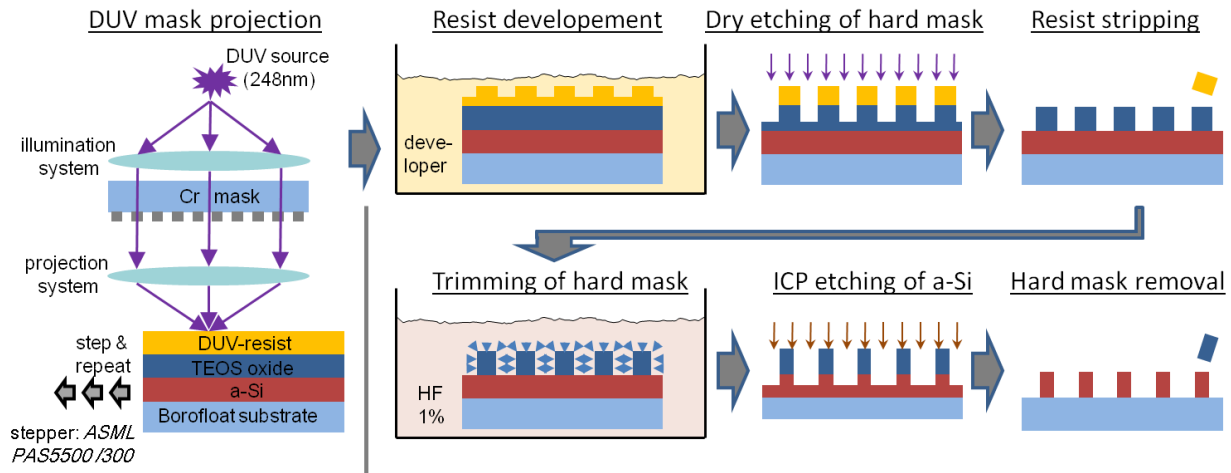 DUV mask projection
DUV source
(248nm)
illumination
system
Cr mask
projection
system
step &
repeat
DUV-resist
TEOS oxide
a-Si
Borofloat substrate
stepper: ASML
PAS5500/300
Resist developement
deve-
loper
Dry etching of hard mask
Resist stripping
Trimming of hard mask
HF
1%
ICP etching of a-Si
Hard mask removal